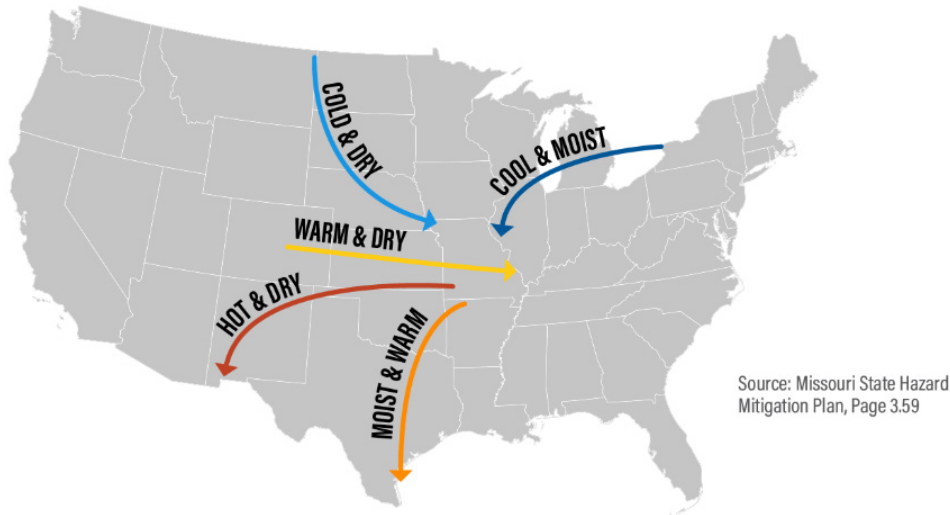 COLD & DRY
COOL & MOIST
WARM & DRY
HOT & DRY
MOIST & WARM
Source: Missouri State Hazard
Mitigation Plan, Page 3.59